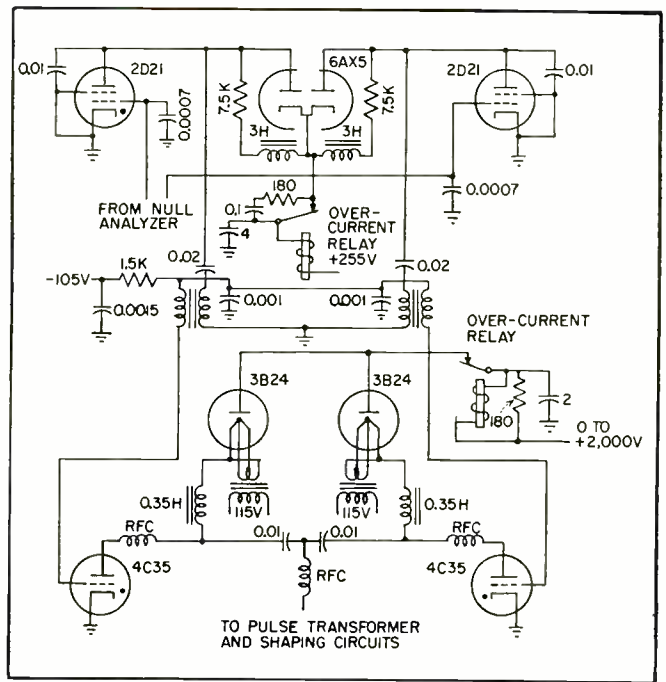 0.01
2D21
0.0007
7.5K
6AX5
7.5K
2D21
0.01
3H
3H
0.0007
FROM NULL
ANALYZER
180
0.1
4
OVER-
CURRENT
RELAY
+255V
-105V
1.5K
0.0015
0.02
0.001
0.001
0.02
OVER-CURRENT
RELAY
3B24
3B24
180
2
0 TO
+2,000V
0.35H
115V
115V
0.35H
RFC
0.01
0.01
RFC
4C35
RFC
4C35
TO PULSE TRANSFORMER
AND SHAPING CIRCUITS